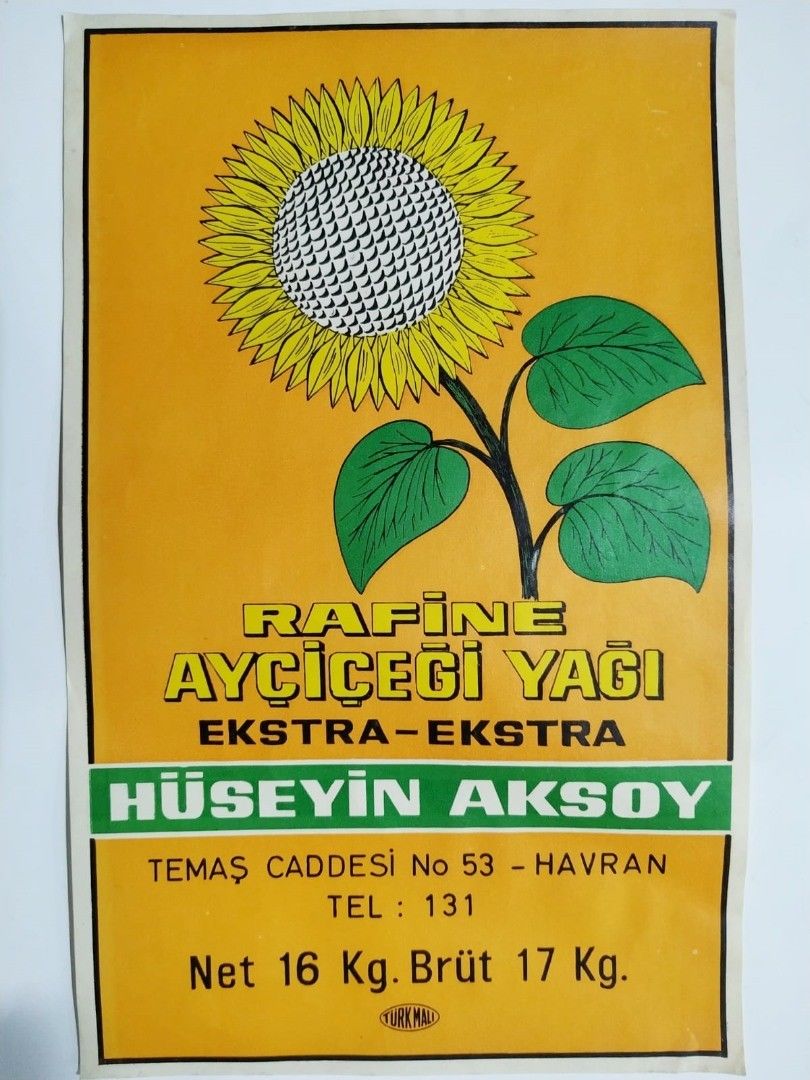 RAFİNE
AYÇİÇEĞİ YAĞI
EKSTRA-EKSTRA
HÜSEYİN AKSOY
TEMAŞ CADDESİ No 53 - HAVRAN
TEL : 131
Net 16 Kg. Brüt 17 Kg.
TÜRK MALI